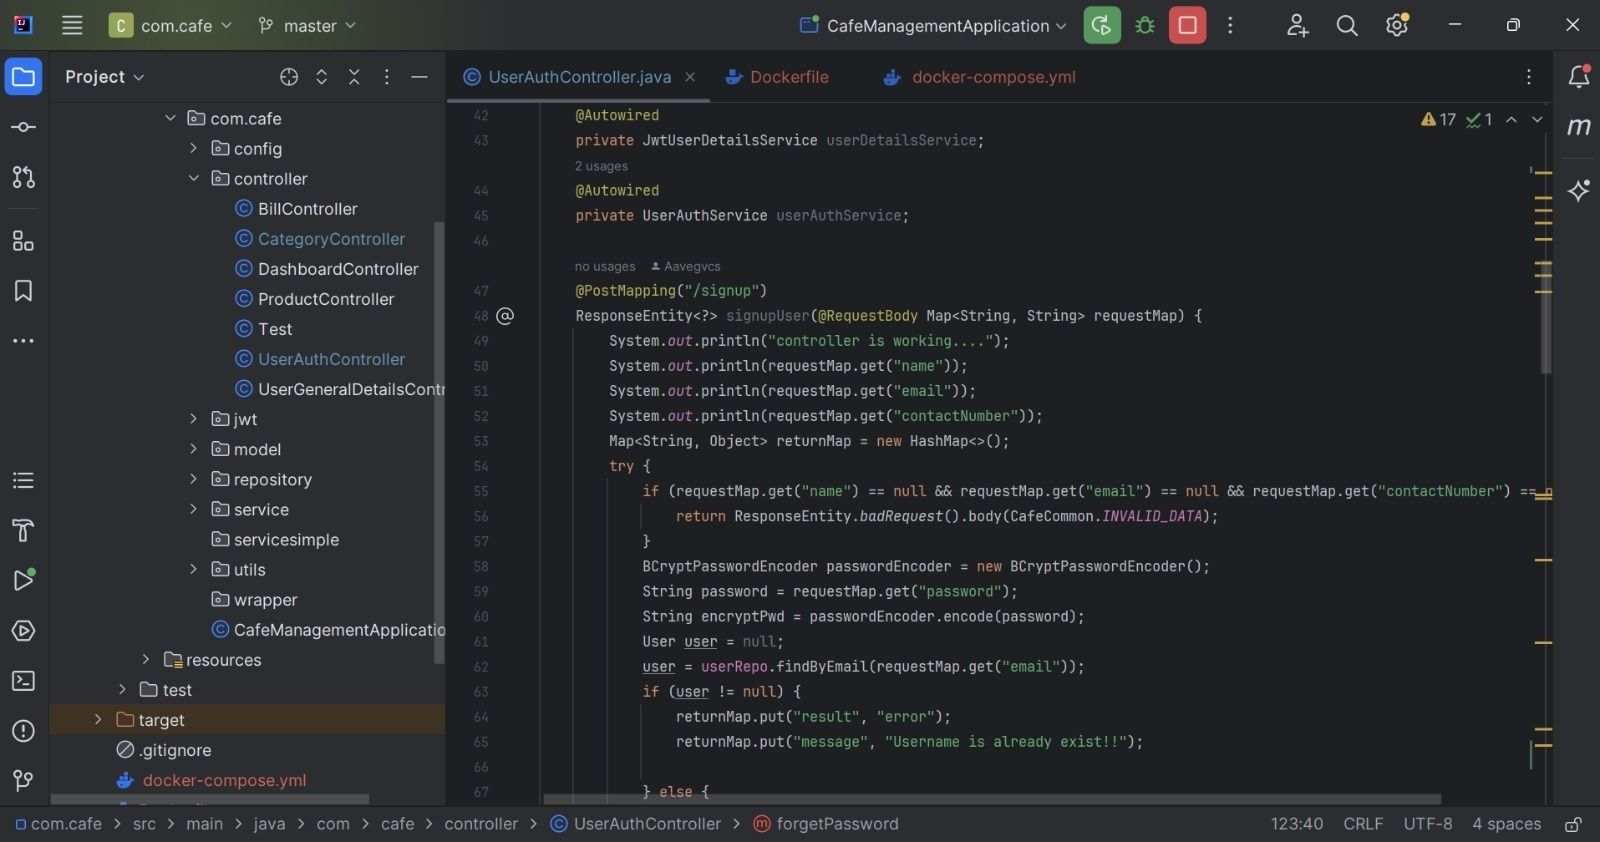 C com.cafe master CafeManagementApplication
Project
UserAuthController.java Dockerfile docker-compose.yml
com.cafe
config
controller
BillController
CategoryController
DashboardController
ProductController
Test
UserAuthController
UserGeneralDetailsContr
jwt
model
repository
service
servicesimple
utils
wrapper
CafeManagementApplicatio
resources
test
target
.gitignore
docker-compose.yml
17 1
m
42 @Autowired
43 private JwtUserDetailsService userDetailsService;
2 usages
44 @Autowired
45 private UserAuthService userAuthService;
46
no usages Aavegvcs
47 @PostMapping("/signup")
48 @ ResponseEntity<?> signupUser(@RequestBody Map<String, String> requestMap) {
49 System.out.println("controller is working....");
50 System.out.println(requestMap.get("name"));
51 System.out.println(requestMap.get("email"));
52 System.out.println(requestMap.get("contactNumber"));
53 Map<String, Object> returnMap = new HashMap<>();
54 try {
55 if (requestMap.get("name") == null && requestMap.get("email") == null && requestMap.get("contactNumber") == n
56 return ResponseEntity.badRequest().body(CafeCommon.INVALID_DATA);
57 }
58 BCryptPasswordEncoder passwordEncoder = new BCryptPasswordEncoder();
59 String password = requestMap.get("password");
60 String encryptPwd = passwordEncoder.encode(password);
61 User user = null;
62 user = userRepo.findByEmail(requestMap.get("email"));
63 if (user != null) {
64 returnMap.put("result", "error");
65 returnMap.put("message", "Username is already exist!!");
66
67 } else {
com.cafe > src > main > java > com > cafe > controller > UserAuthController > forgetPassword
123:40 CRLF UTF-8 4 spaces